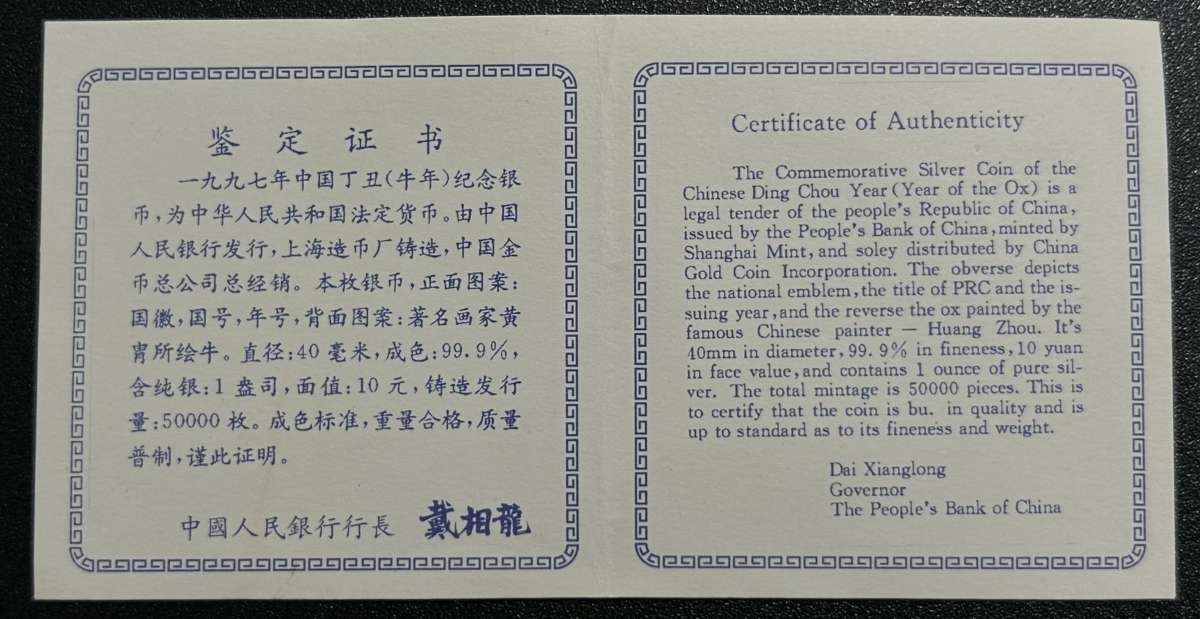 鉴定证书
一九九七年中国丁丑(牛年)纪念银
币,为中华人民共和国法定货币。由中国
人民银行发行,上海造币厂铸造,中国金
币总公司总经销。本枚银币,正面图案:
国徽,国号,年号,背面图案:著名画家黄
胄所绘牛。直径:40毫米,成色:99.9%,
含纯银:1盎司,面值:10元,铸造发行
量:50000枚。成色标准,重量合格,质量
普制,谨此证明。
中國人民銀行行長 戴相龍
Certificate of Authenticity
The Commemorative Silver Coin of the
Chinese Ding Chou Year(Year of the Ox) is a
legal tender of the people's Republic of China,
issued by the People's Bank of China,minted by
Shanghai Mint,and soley distributed by China
Gold Coin Incorporation. The obverse depicts
the national emblem,the title of PRC and the is-
suing year,and the reverse the ox painted by the
famous Chinese painter — Huang Zhou. It's
40mm in diameter,99.9% in fineness,10 yuan
in face value,and contains 1 ounce of pure sil-
ver. The total mintage is 50000 pieces. This is
to certify that the coin is bu. in quality and is
up to standard as to its fineness and weight.
Dai Xianglong
Governor
The People's Bank of China